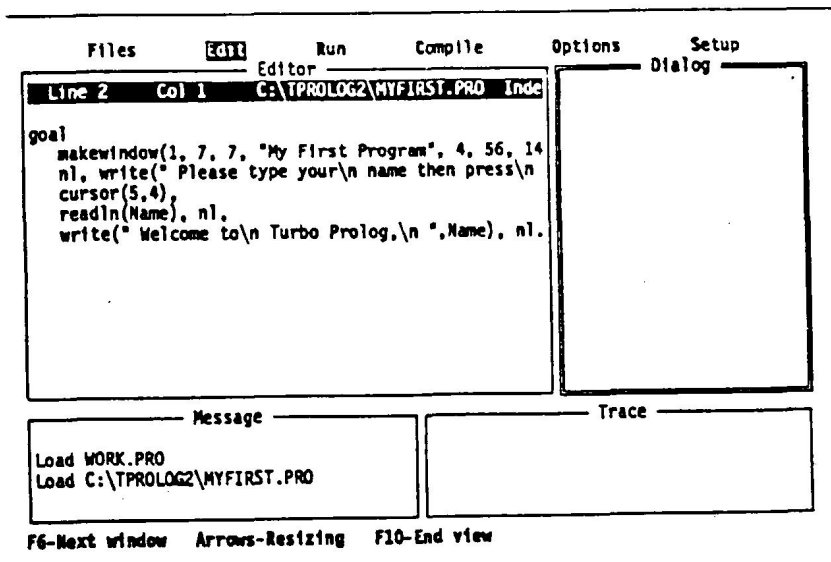 Files Edit Run Compile Options Setup
Editor
Dialog
Line 2 Col 1 C:\TPROLOG2\MYFIRST.PRO Inde
goal
makewindow(1, 7, 7, "My First Program", 4, 56, 14
nl, write(" Please type your\n name then press\n
cursor(5,4),
readln(Name), nl,
write(" Welcome to\n Turbo Prolog,\n ",Name), nl.
Message
Load WORK.PRO
Load C:\TPROLOG2\MYFIRST.PRO
Trace
F6-Next window Arrows-Resizing F10-End view